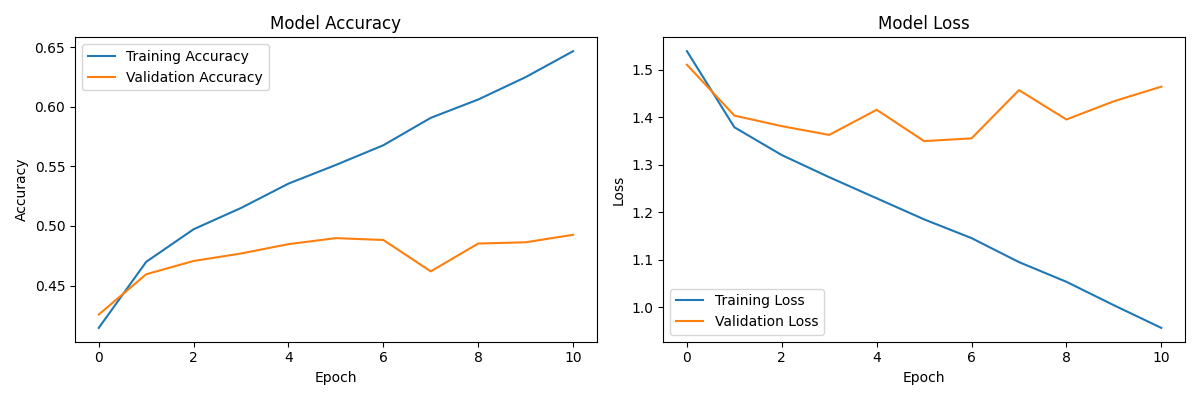 Model Accuracy
Training Accuracy
Validation Accuracy
Accuracy
0.65
0.60
0.55
0.50
0.45
0 2 4 6 8 10
Epoch
Model Loss
Loss
1.5
1.4
1.3
1.2
1.1
1.0
Training Loss
Validation Loss
0 2 4 6 8 10
Epoch